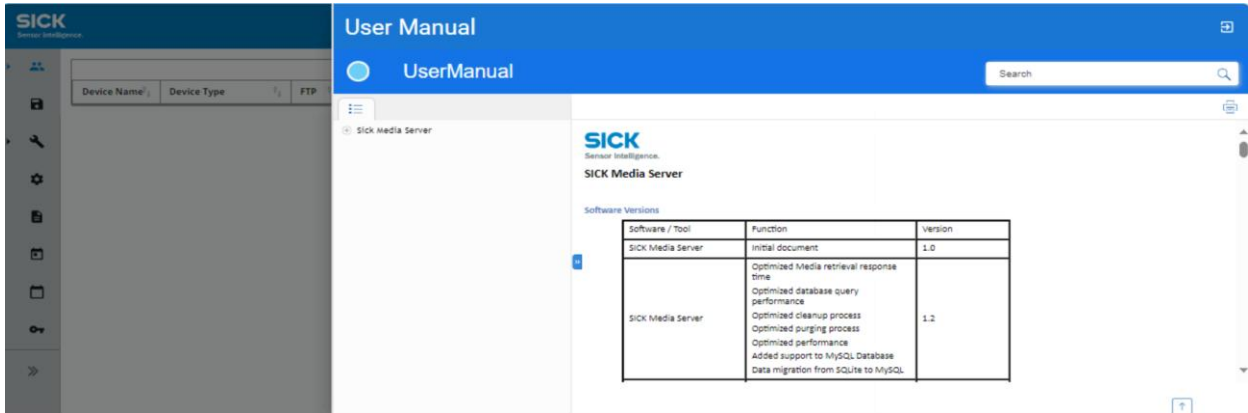 SICK
Sensor Intelligence.
Device Name
Device Type
FTP
User Manual
UserManual
Search
Sick Media Server
SICK
Sensor Intelligence.
SICK Media Server
Software Versions
Software / Tool
Function
Version
SICK Media Server
Initial document
1.0
SICK Media Server
Optimized Media retrieval response
time
Optimized database query
performance
Optimized cleanup process
Optimized purging process
Optimized performance
Added support to MySQL Database
Data migration from SQLite to MySQL
1.2